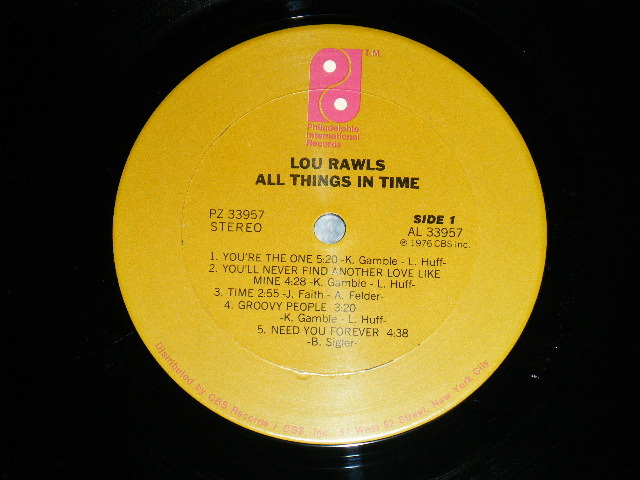 T.M.
Philadelphia
International
Records
LOU RAWLS
ALL THINGS IN TIME
PZ 33957
STEREO
SIDE 1
AL 33957
℗ 1976 CBS Inc.
1. YOU'RE THE ONE 5:20 -K. Gamble - L. Huff-
2. YOU'LL NEVER FIND ANOTHER LOVE LIKE
MINE 4:28 -K. Gamble - L. Huff-
3. TIME 2:55 -J. Faith - A. Felder-
4. GROOVY PEOPLE 3:20
-K. Gamble - L. Huff-
5. NEED YOU FOREVER 4:38
-B. Sigler-
Distributed by CBS Records / CBS, Inc., 51 West 52 Street, New York City